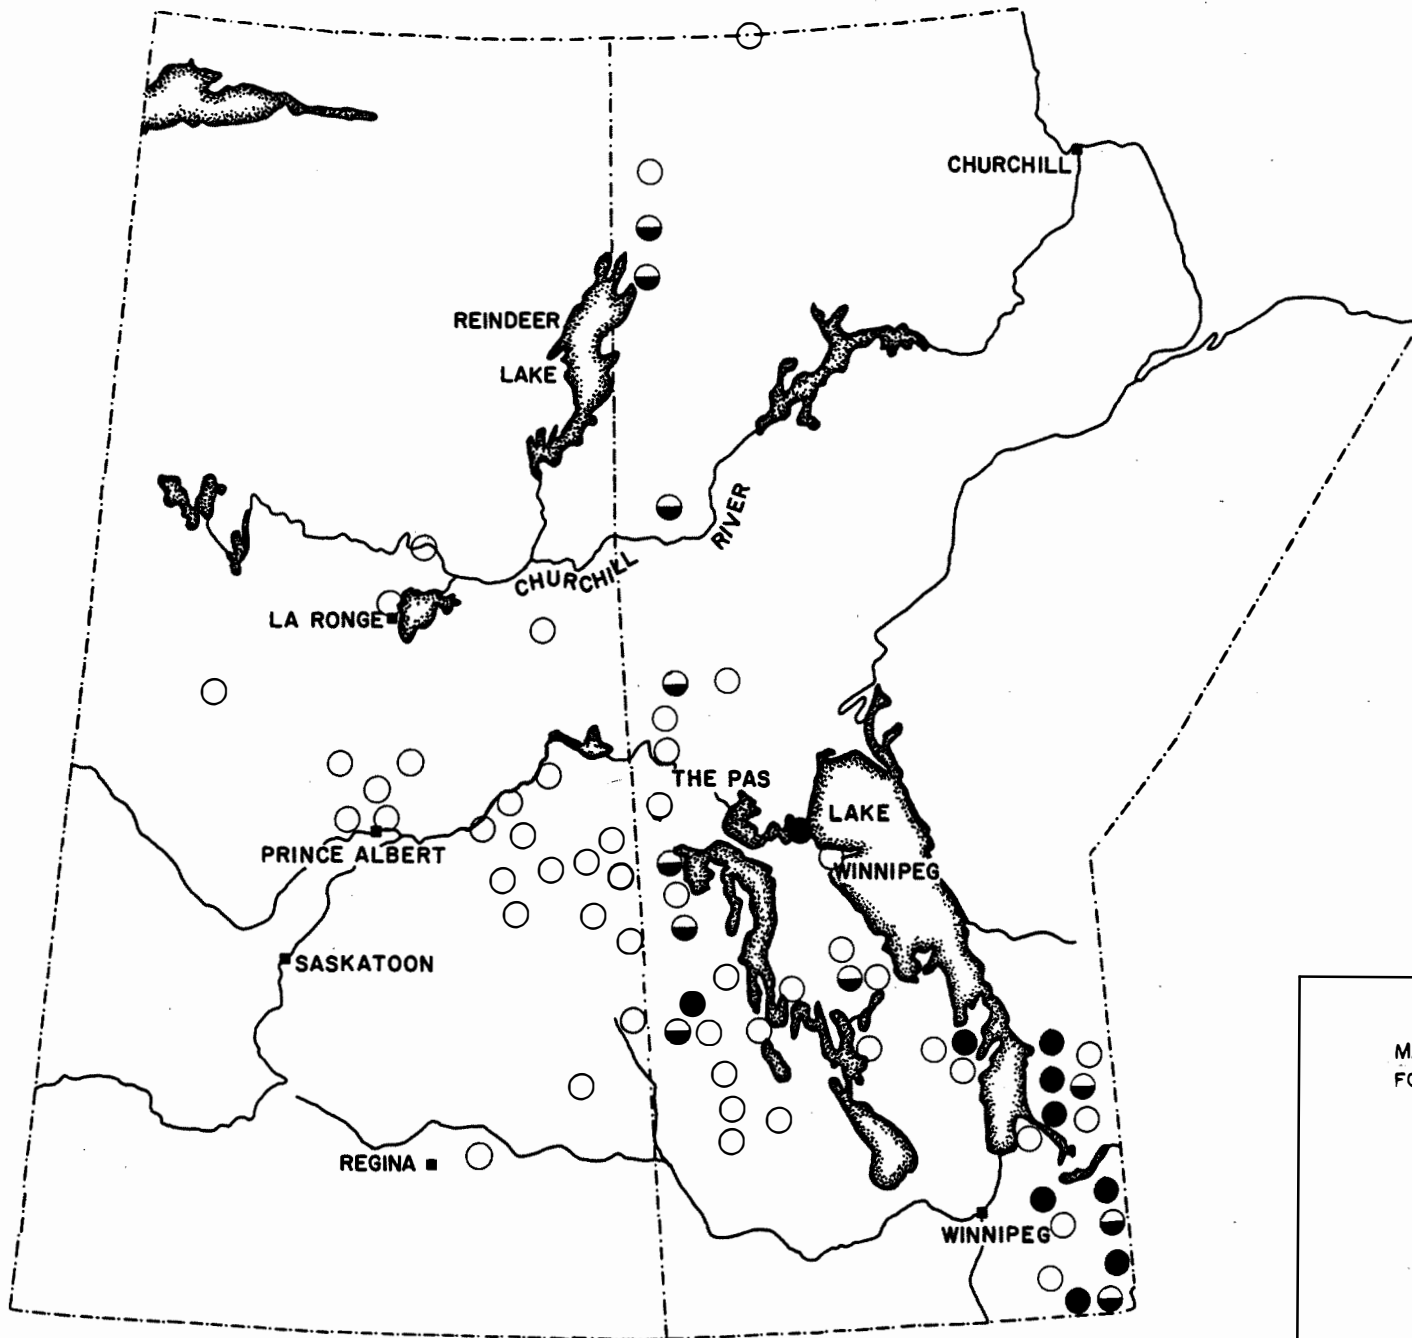 CHURCHILL
REINDEER
LAKE
RIVER
CHURCHILL
LA RONGE
THE PAS
LAKE
WINNIPEG
PRINCE ALBERT
SASKATOON
REGINA
WINNIPEG